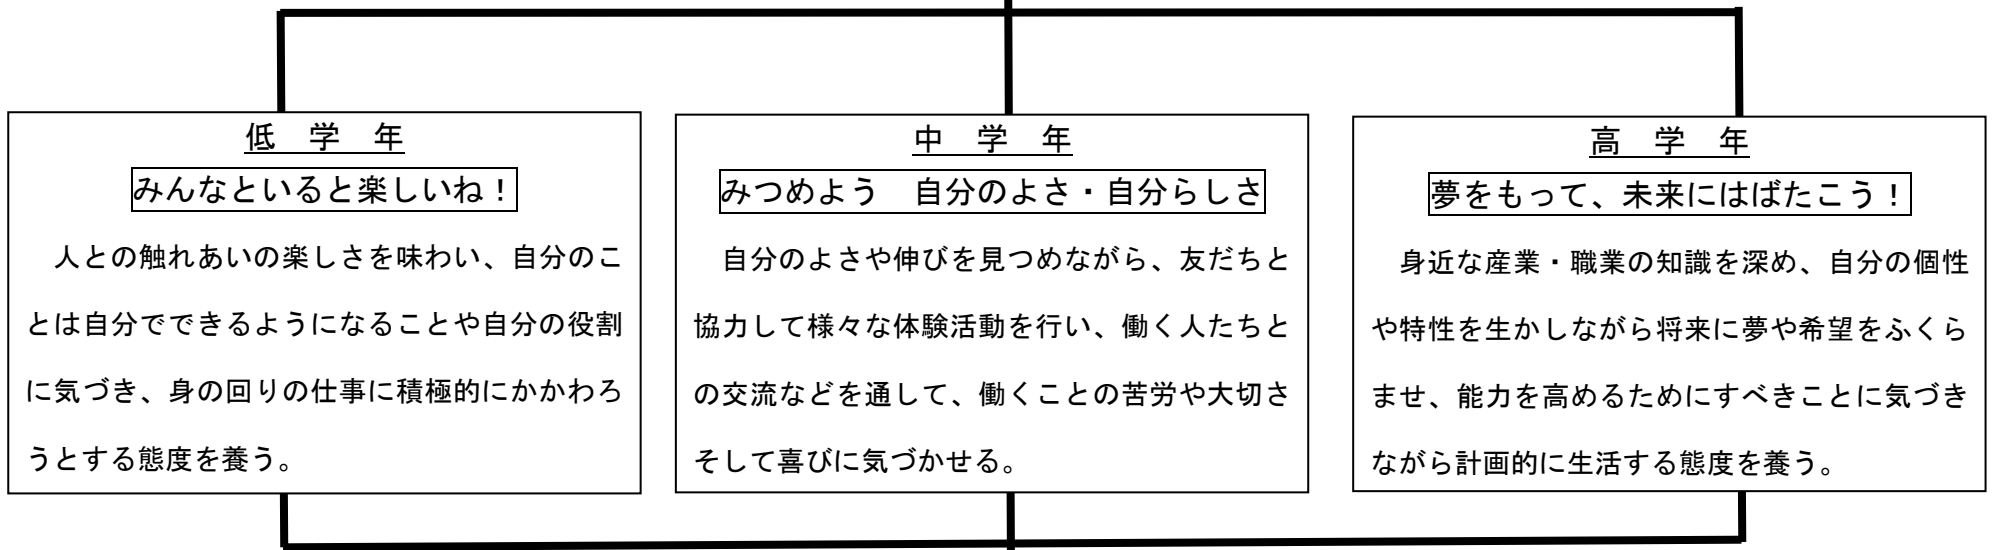 低　学　年
みんなといると楽しいね！
人との触れあいの楽しさを味わい、自分のこ
とは自分でできるようになることや自分の役割
に気づき、身の回りの仕事に積極的にかかわろ
うとする態度を養う。
中　学　年
みつめよう　自分のよさ・自分らしさ
自分のよさや伸びを見つめながら、友だちと
協力して様々な体験活動を行い、働く人たちと
の交流などを通して、働くことの苦労や大切さ
そして喜びに気づかせる。
高　学　年
夢をもって、未来にはばたこう！
身近な産業・職業の知識を深め、自分の個性
や特性を生かしながら将来に夢や希望をふくら
ませ、能力を高めるためにすべきことに気づき
ながら計画的に生活する態度を養う。